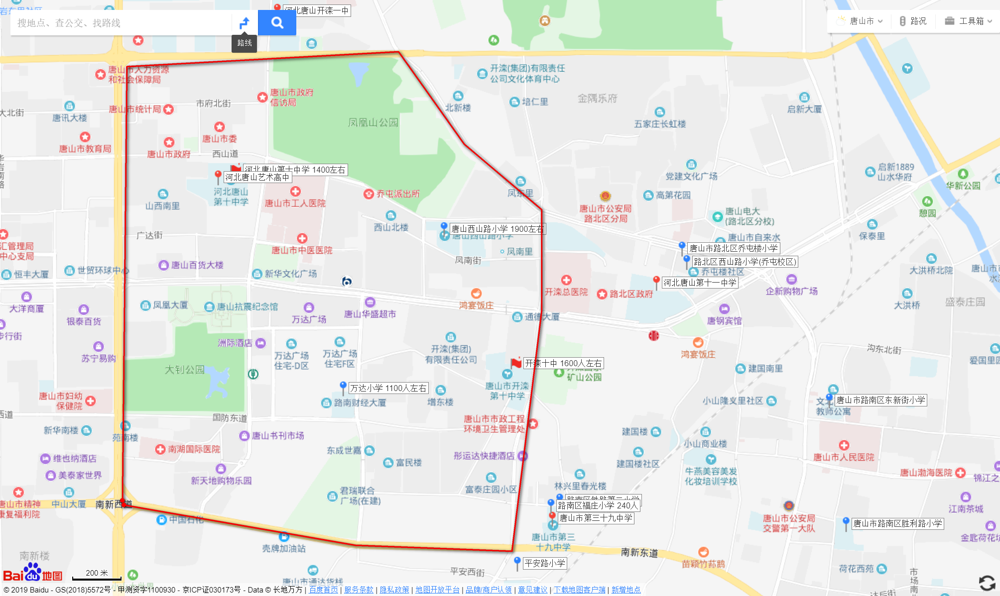 河北唐山开滦一中
搜地点、查公交、找路线
路线
唐山市
路况
工具箱
唐山市人力资源
和社会保障局
唐山市政府
信访局
开滦(集团)有限责任
公司文化体育中心
金隅乐府
培仁里
北新楼
启新大厦
五家庄长虹楼
市府北街
唐山市统计局
大北街
唐讯大楼
凤凰山公园
唐山市委
唐山市教育局
唐山市政府
西山道
河北唐山第十中学 1400左右
河北唐山艺术高中
河北唐山
第十中学
启新1889
山水华府
党建文化广场
华新公园
凤东里
高第花园
乔屯派出所
唐山市工人医院
山西南里
唐山市公安局
路北区分局
唐山电大
(路北区分校)
憩园
西山北楼
唐山西山路小学 1900左右
唐山西山路小学
广达街
唐山市自来水
保泰里
汇管理局
中心支局
唐山市中医医院
唐山市路北区乔屯楼小学
凤南里
凤南街
路北区西山路小学(乔屯校区)
唐山百货大楼
世贸环球中心
恒丰大厦
新华文化广场
乔屯楼社区
大洪桥北院
唐山市市
河北唐山第十一中学
开滦总医院
企新购物广场
路北区政府
大洋商厦
凤凰大厦
唐山抗震纪念馆
鸿宴饭庄
盛泰庄园
大洪桥
银泰百货
万达广场
唐山华盛超市
通德大厦
唐钢宾馆
步行街
洲际酒店
苏宁易购
万达广场
住宅-D区
万达广场
住宅F区
开滦(集团)
有限责任公司
鸿宴饭庄
沟东北街
爱国里
大钊公园
开滦十中 1600人左右
开滦国家
矿山公园
建国南里
万达小学 1100人左右
唐山市开滦
第十中学
唐山市妇幼
保健院
路南财经大厦
增东楼
小山隆义里社区
唐山市路南区东新街小学
教师公寓
西道
国防东道
唐山市市政工程
环境卫生管理处
新华南楼
苑南楼
唐山书刊市场
建国楼
小山商业楼
南湖国际医院
东成世嘉
彤运达快捷酒店
唐山市人民医院
维也纳酒店
富民楼
建国楼社区
美泰家世界
新天地购物乐园
牛燕美容美发
化妆培训学校
唐山渤海医院
锦江之
富泰庄园小区
林兴里春光楼
君瑞联合
广场(在建)
唐山市精神
康复福利院
中山大厦
南新西道
路南区铁路第二小学
路南区福庄小学 240人
唐山市第三十九中学
江南茶城
中国石化
唐山市公安局
交警第一大队
唐山市路南区胜利路小学
唐山市第三
十九中学
金匙荷花坑
壳牌加油站
南新东道
南新楼
平安路小学
苗颖竹荪鹅
荷花西苑
平安西街
市场南
Bai du 地图
200 米
唐山市通达货栈
© 2019 Baidu - GS(2018)5572号 - 甲测资字1100930 - 京ICP证030173号 - Data © 长地万方 | 百度首页 | 服务条款 | 隐私政策 | 地图开放平台 | 品牌/商户认领 | 意见建议 | 下载地图客户端 | 新增地点